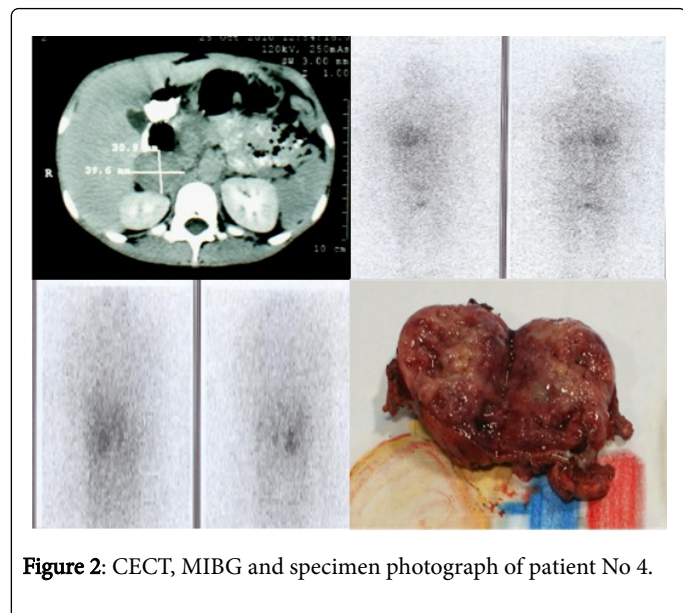 120kV, 250mAs
SW 3.00 mm
Z 1.00
39.6 mm
R
10 cm
Figure 2: CECT, MIBG and specimen photograph of patient No 4.